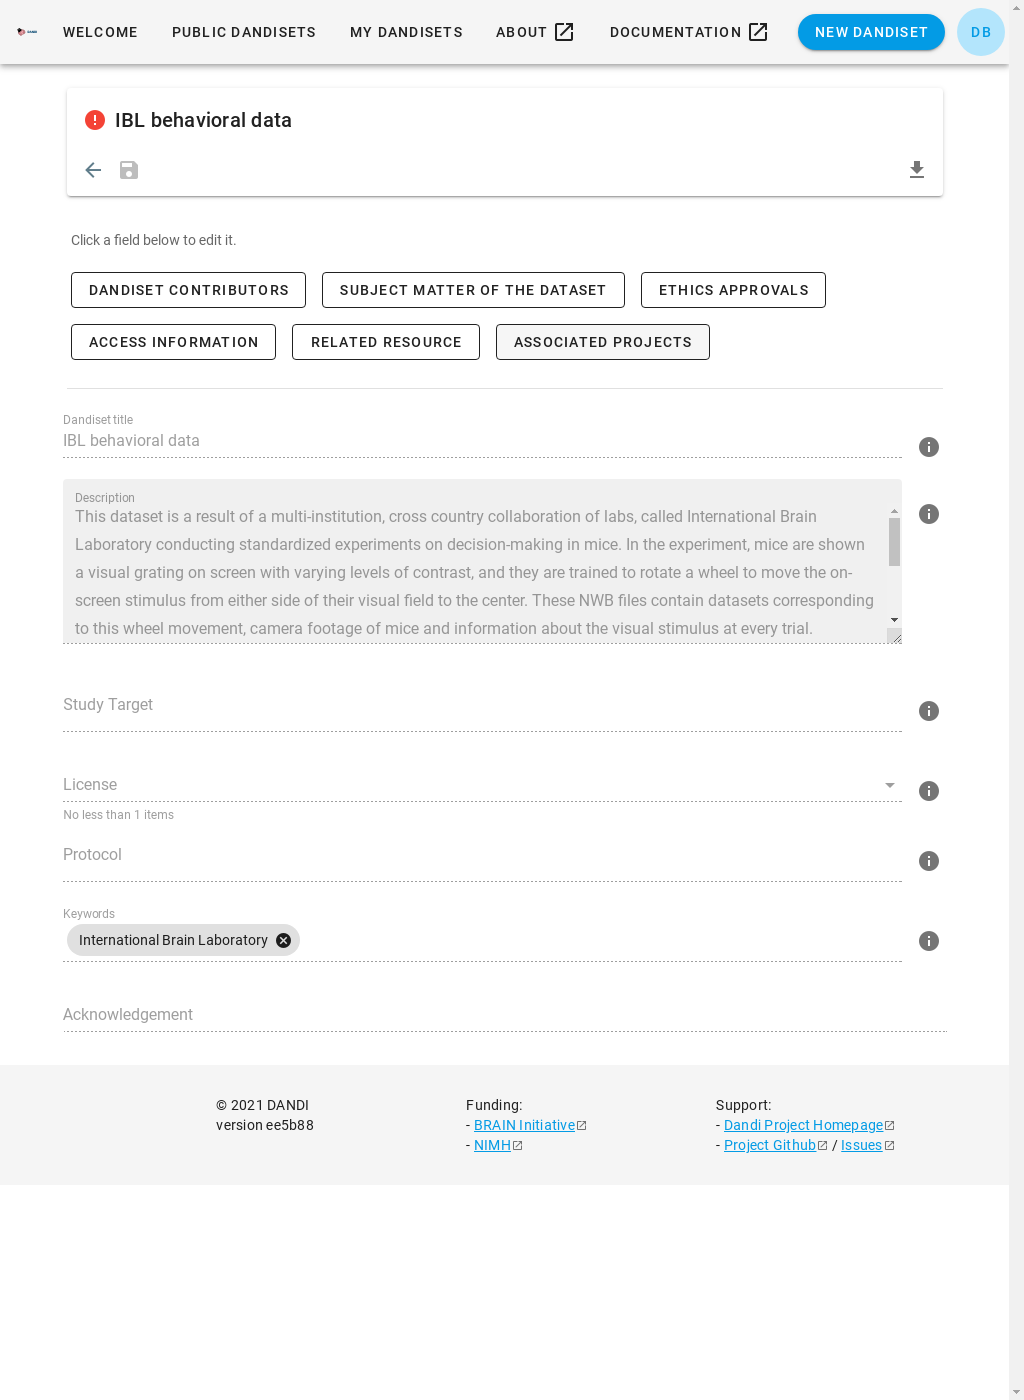 WELCOME PUBLIC DANDISETS MY DANDISETS ABOUT DOCUMENTATION NEW DANDISET DB
IBL behavioral data
Click a field below to edit it.
DANDISET CONTRIBUTORS SUBJECT MATTER OF THE DATASET ETHICS APPROVALS
ACCESS INFORMATION RELATED RESOURCE ASSOCIATED PROJECTS
Dandiset title
IBL behavioral data
Description
This dataset is a result of a multi-institution, cross country collaboration of labs, called International Brain
Laboratory conducting standardized experiments on decision-making in mice. In the experiment, mice are shown
a visual grating on screen with varying levels of contrast, and they are trained to rotate a wheel to move the on-
screen stimulus from either side of their visual field to the center. These NWB files contain datasets corresponding
to this wheel movement, camera footage of mice and information about the visual stimulus at every trial.
Study Target
License
No less than 1 items
Protocol
Keywords
International Brain Laboratory
Acknowledgement
© 2021 DANDI
version ee5b88
Funding:
- BRAIN Initiative
- NIMH
Support:
- Dandi Project Homepage
- Project Github / Issues